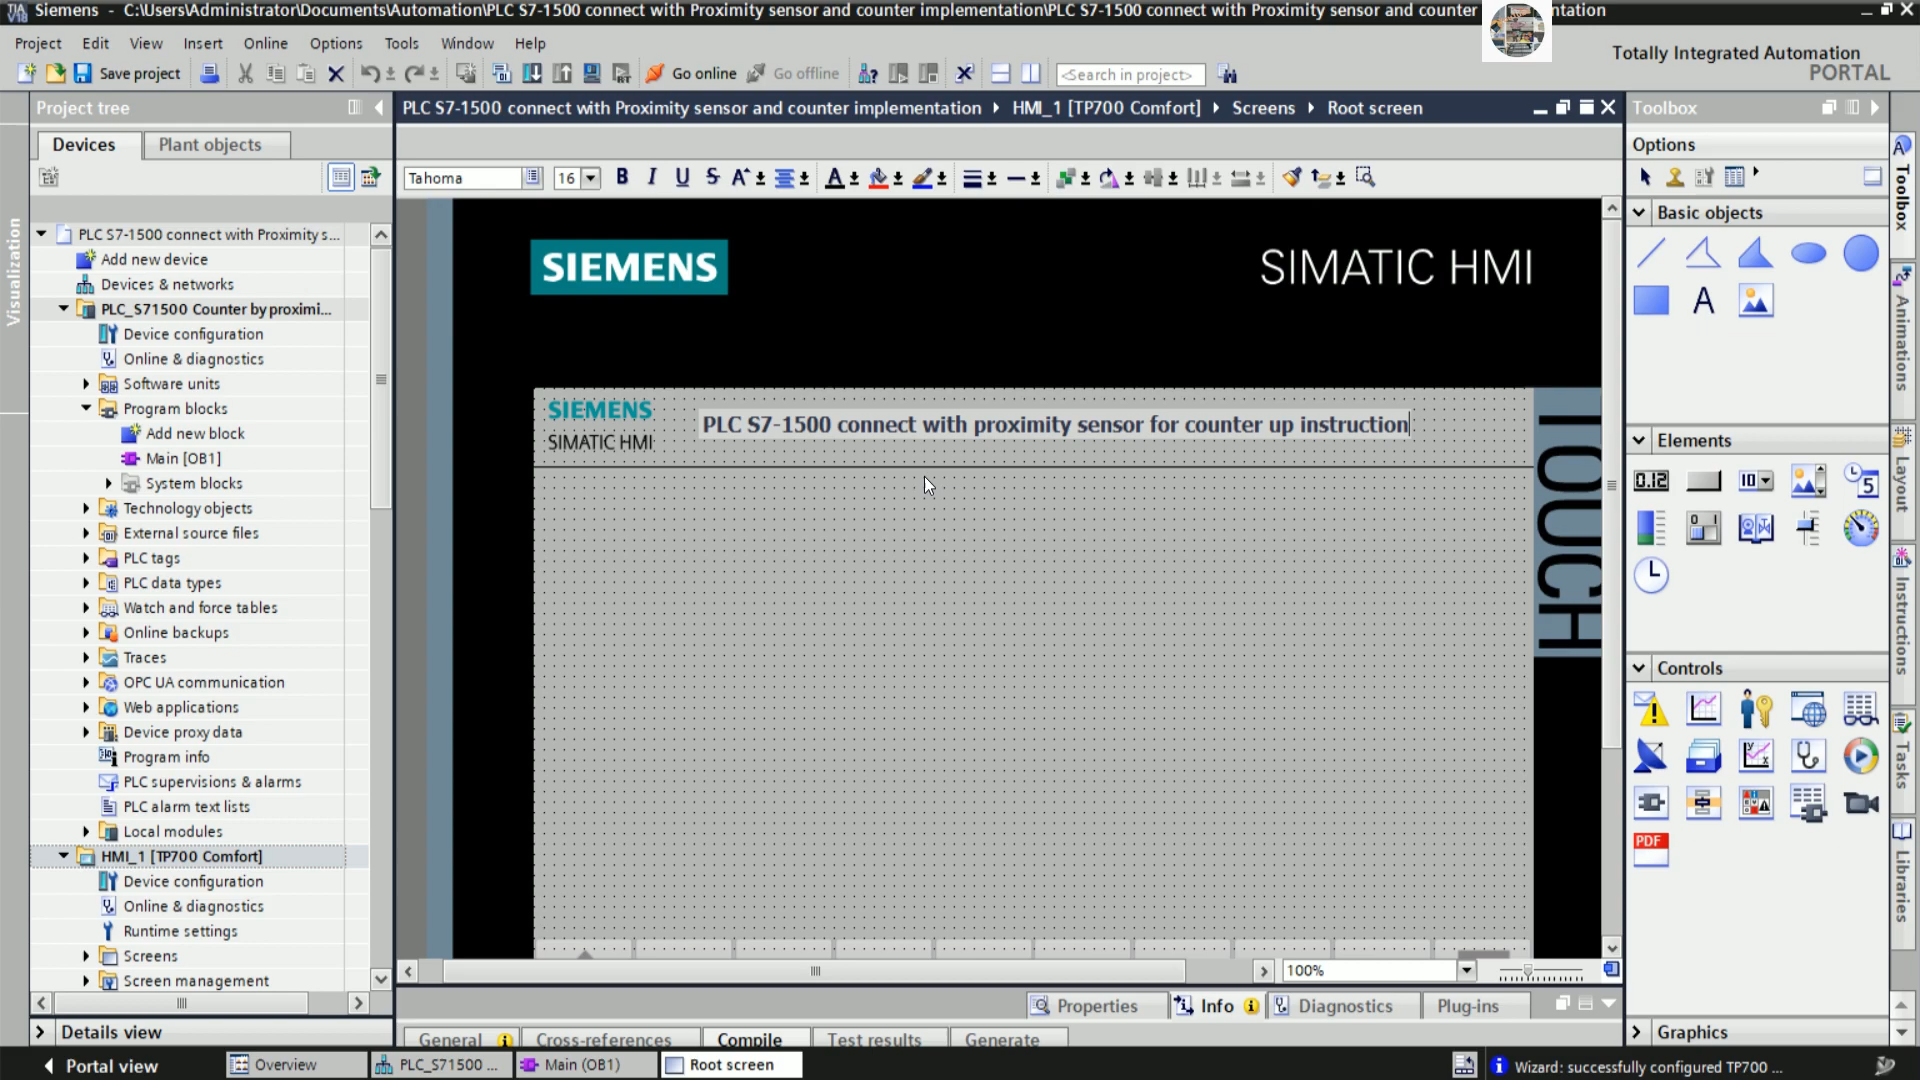 Siemens - C:\Users\Administrator\Documents\Automation\PLC S7-1500 connect with Proximity sensor and counter implementation\PLC S7-1500 connect with Proximity sensor and counter
Project Edit View Insert Online Options Tools Window Help
Totally Integrated Automation
PORTAL
Save project
Go online
Go offline
<Search in project>
Project tree
PLC S7-1500 connect with Proximity sensor and counter implementation
HMI_1 [TP700 Comfort]
Screens
Root screen
Toolbox
Devices
Plant objects
Options
Tahoma
16
B I U S
Visualization
PLC S7-1500 connect with Proximity s...
Add new device
Devices & networks
PLC_S71500 Counter by proximi...
Device configuration
Online & diagnostics
Software units
Program blocks
Add new block
Main [OB1]
System blocks
Technology objects
External source files
PLC tags
PLC data types
Watch and force tables
Online backups
Traces
OPC UA communication
Web applications
Device proxy data
Program info
PLC supervisions & alarms
PLC alarm text lists
Local modules
HMI_1 [TP700 Comfort]
Device configuration
Online & diagnostics
Runtime settings
Screens
Screen management
Details view
SIEMENS
SIMATIC HMI
SIEMENS
SIMATIC HMI
PLC S7-1500 connect with proximity sensor for counter up instruction
TOUCH
100%
Basic objects
Elements
Controls
PDF
Graphics
Toolbox
Animations
Layout
Instructions
Tasks
Libraries
Properties
Info
Diagnostics
Plug-ins
General
Cross-references
Compile
Test results
Generate
Portal view
Overview
PLC_S71500 ...
Main (OB1)
Root screen
Wizard: successfully configured TP700 ...